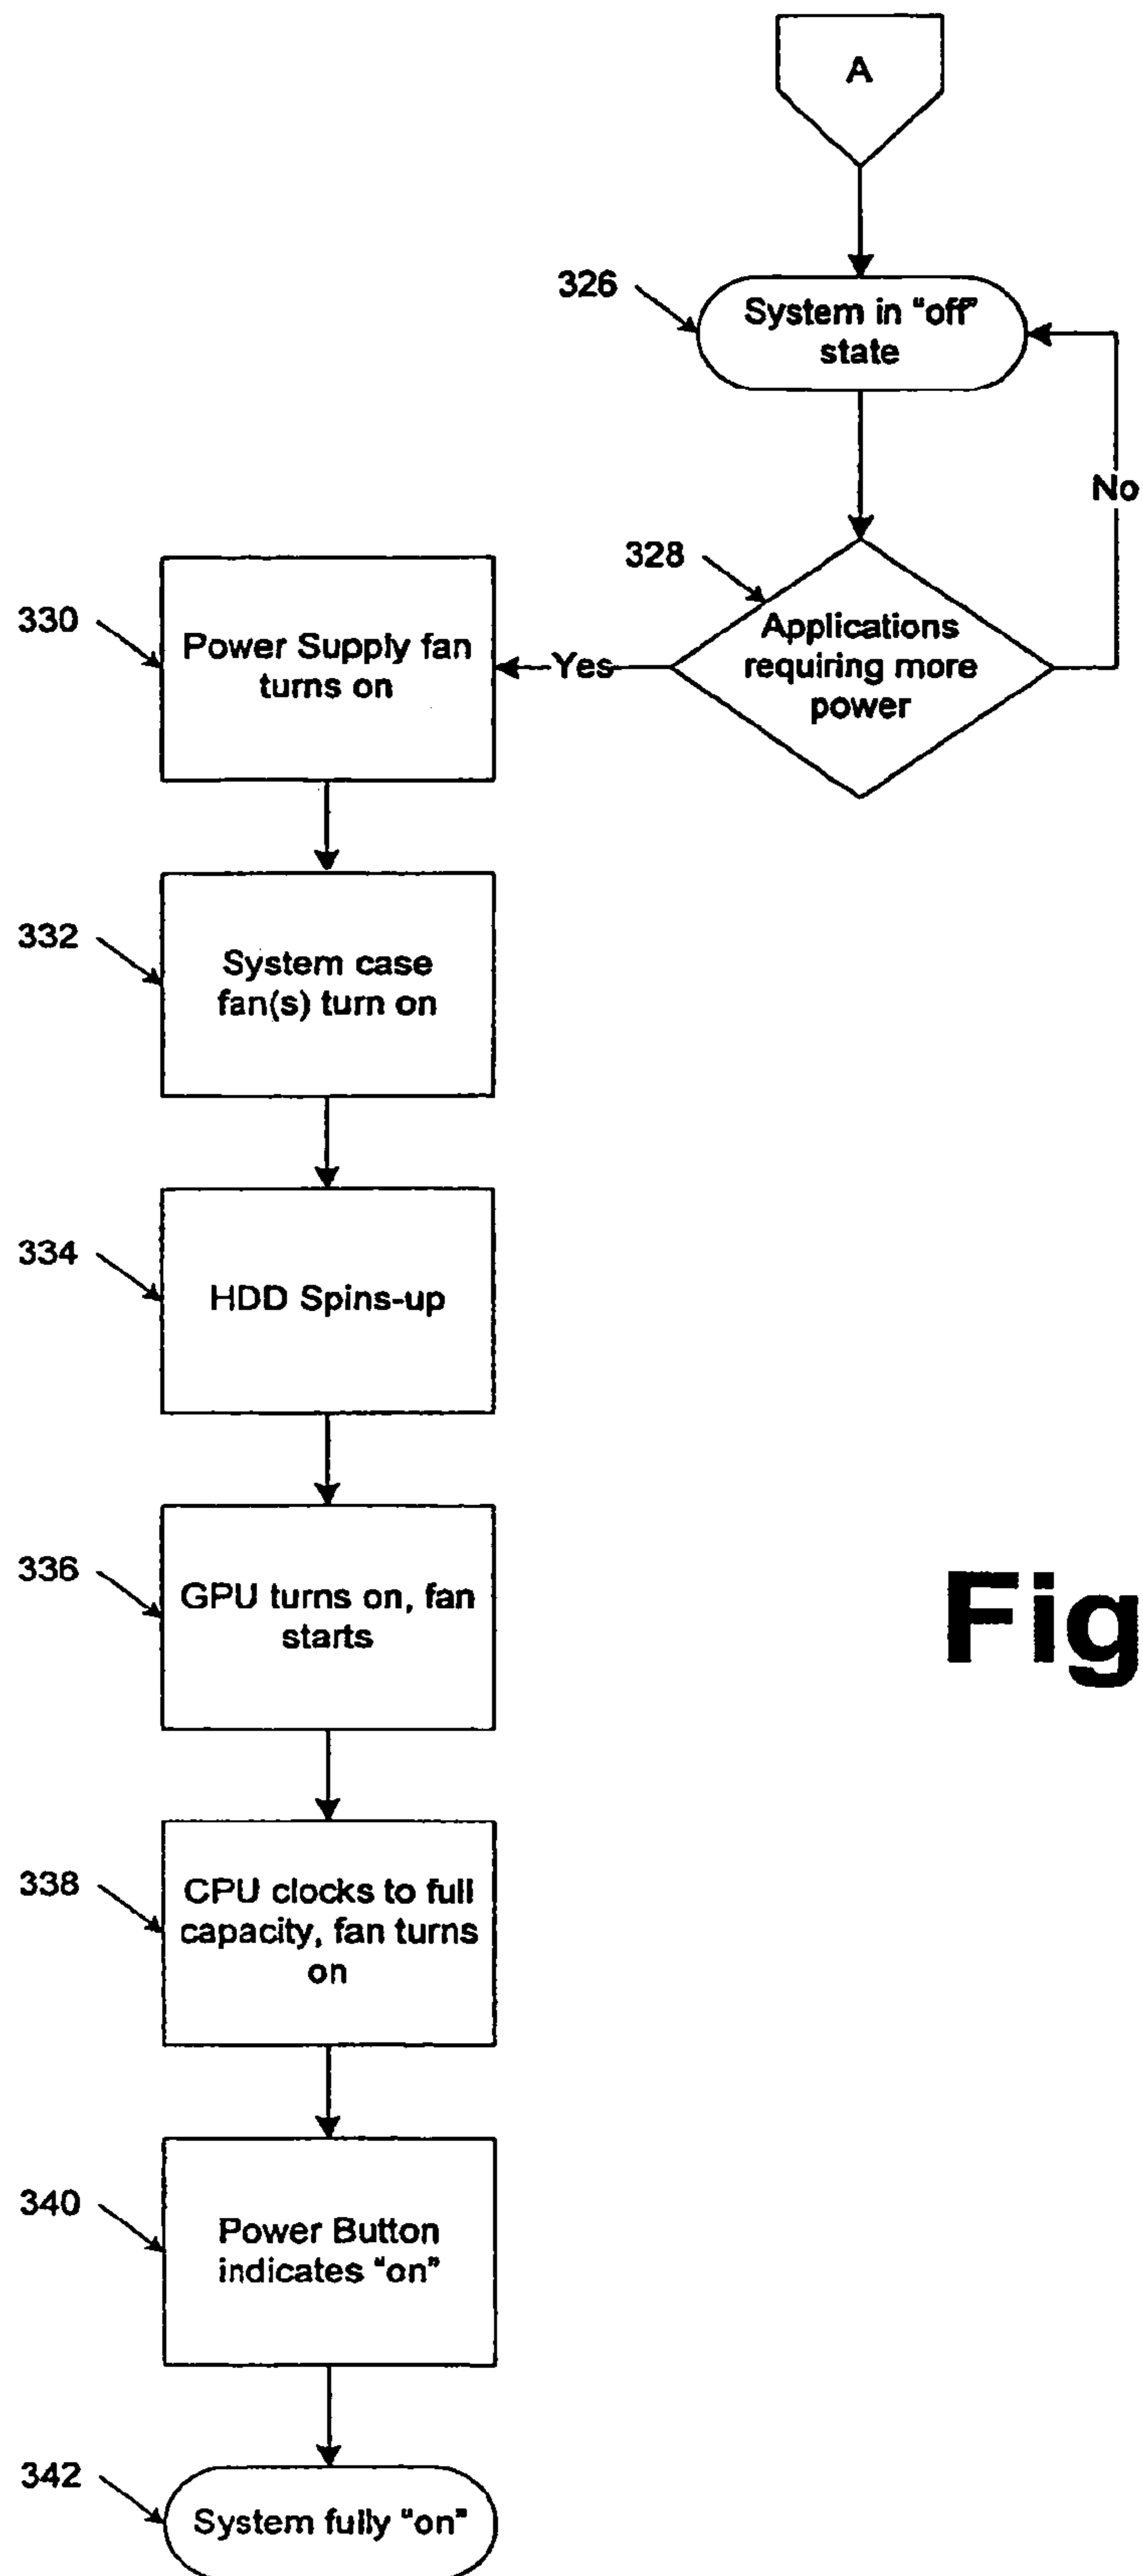 A
326
System in "off"
state
No
328
Applications
requiring more
power
Yes
330
Power Supply fan
turns on
332
System case
fan(s) turn on
334
HDD Spins-up
336
GPU turns on, fan
starts
Fig
338
CPU clocks to full
capacity, fan turns
on
340
Power Button
indicates "on"
342
System fully "on"